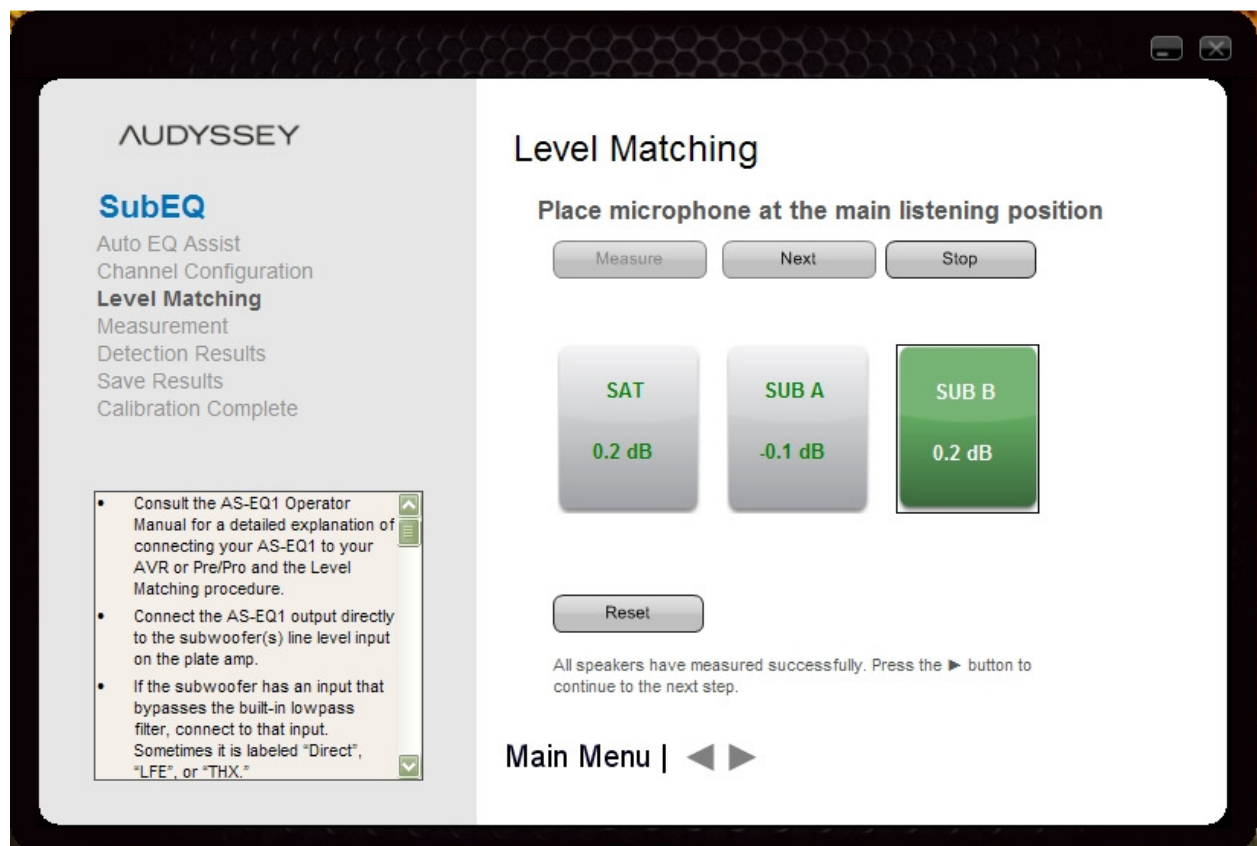 AUDYSSEY
SubEQ
Auto EQ Assist
Channel Configuration
Level Matching
Measurement
Detection Results
Save Results
Calibration Complete
• Consult the AS-EQ1 Operator
Manual for a detailed explanation of
connecting your AS-EQ1 to your
AVR or Pre/Pro and the Level
Matching procedure.
• Connect the AS-EQ1 output directly
to the subwoofer(s) line level input
on the plate amp.
• If the subwoofer has an input that
bypasses the built-in lowpass
filter, connect to that input.
Sometimes it is labeled “Direct”,
“LFE”, or “THX.”
Level Matching
Place microphone at the main listening position
Measure Next Stop
SAT SUB A SUB B
0.2 dB -0.1 dB 0.2 dB
Reset
All speakers have measured successfully. Press the ► button to
continue to the next step.
Main Menu | ◄ ►